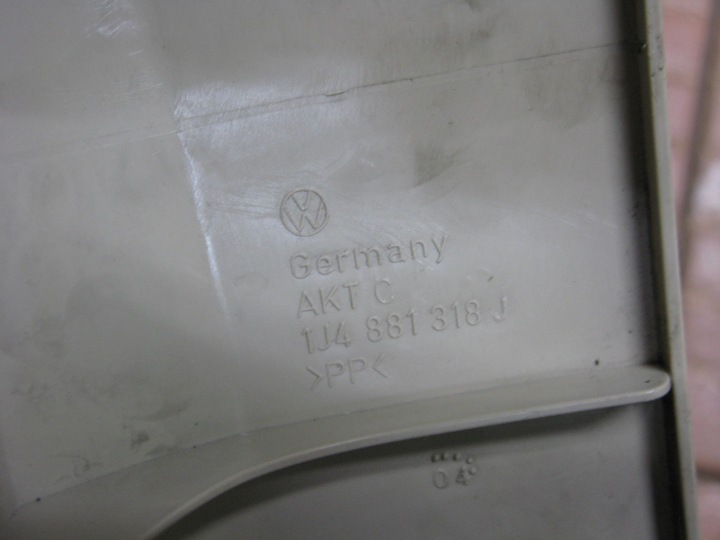 Germany
AKT C
1J4 881 318 J
>PP<
04